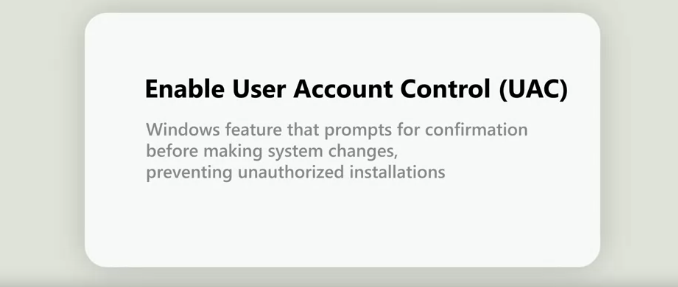 Enable User Account Control (UAC)
Windows feature that prompts for confirmation
before making system changes,
preventing unauthorized installations